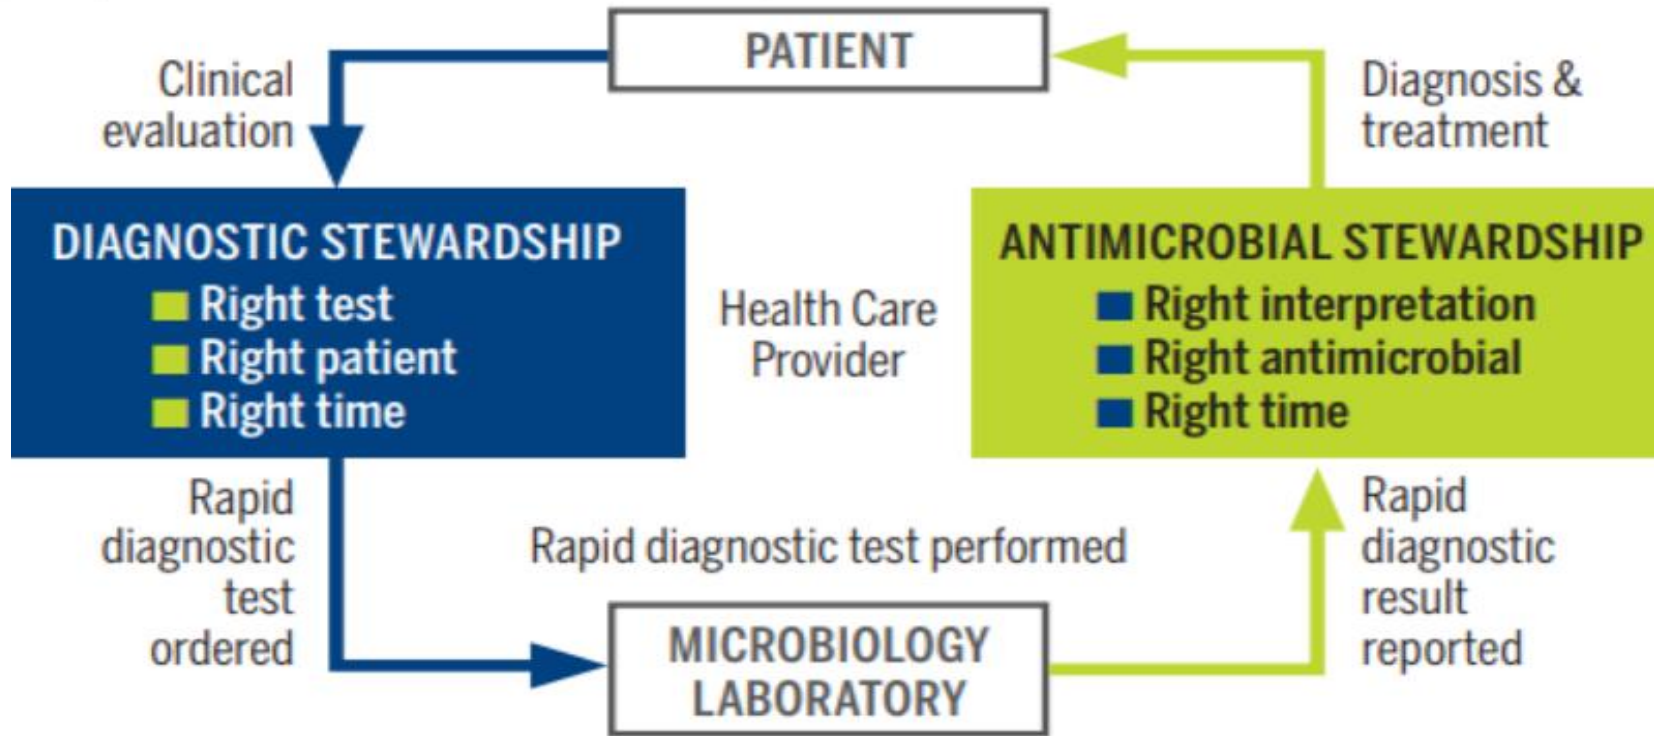 PATIENT
Clinical
evaluation
Diagnosis &
treatment
DIAGNOSTIC STEWARDSHIP
Right test
Right patient
Right time
Health Care
Provider
ANTIMICROBIAL STEWARDSHIP
Right interpretation
Right antimicrobial
Right time
Rapid
diagnostic
test
ordered
Rapid diagnostic test performed
MICROBIOLOGY
LABORATORY
Rapid
diagnostic
result
reported